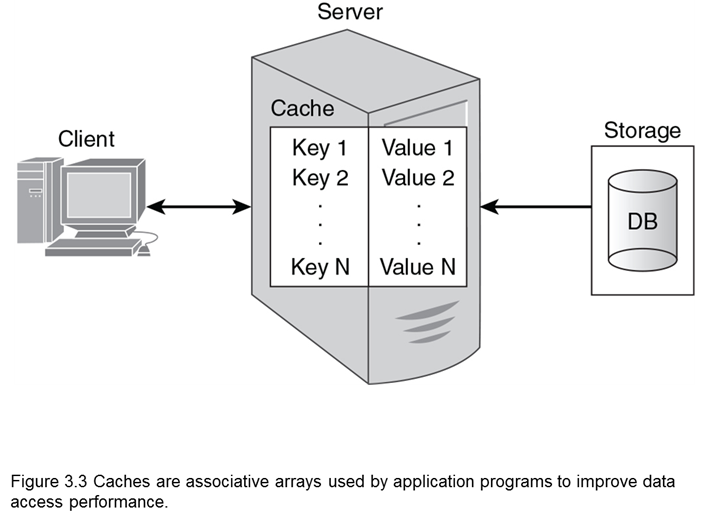 Server
Cache
Client
Storage
Key 1 Value 1
Key 2 Value 2
. .
. .
. .
DB
Key N Value N
Figure 3.3 Caches are associative arrays used by application programs to improve data
access performance.